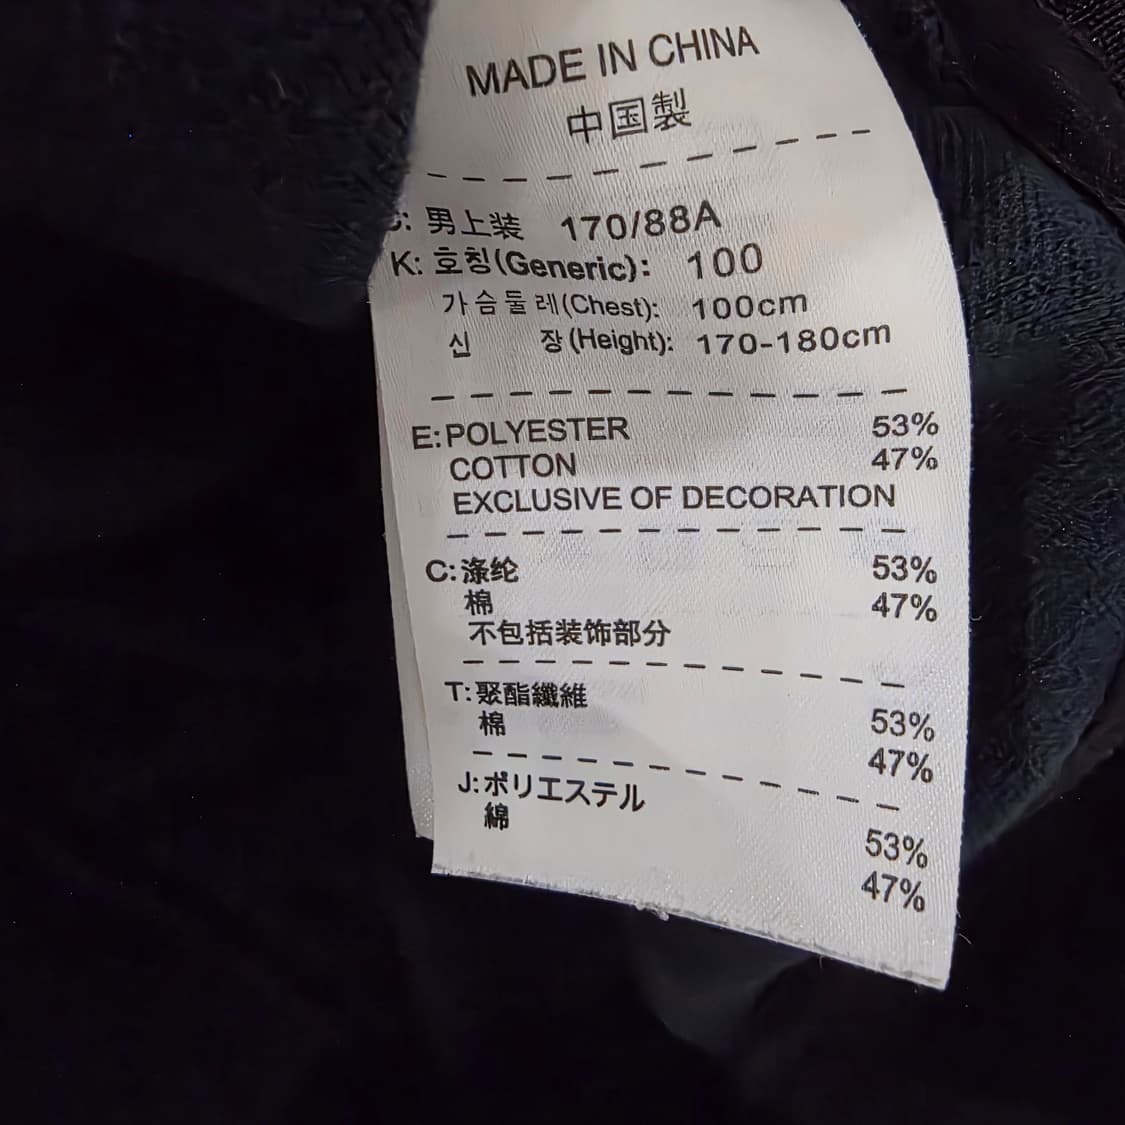 MADE IN CHINA
中国製
C: 男上装 170/88A
K: 호칭(Generic): 100
가슴둘레(Chest): 100cm
신 장(Height): 170-180cm
E: POLYESTER 53%
COTTON 47%
EXCLUSIVE OF DECORATION
C: 涤纶 53%
棉 47%
不包括装饰部分
T: 聚酯纖維 53%
棉 47%
J: ポリエステル 53%
綿 47%